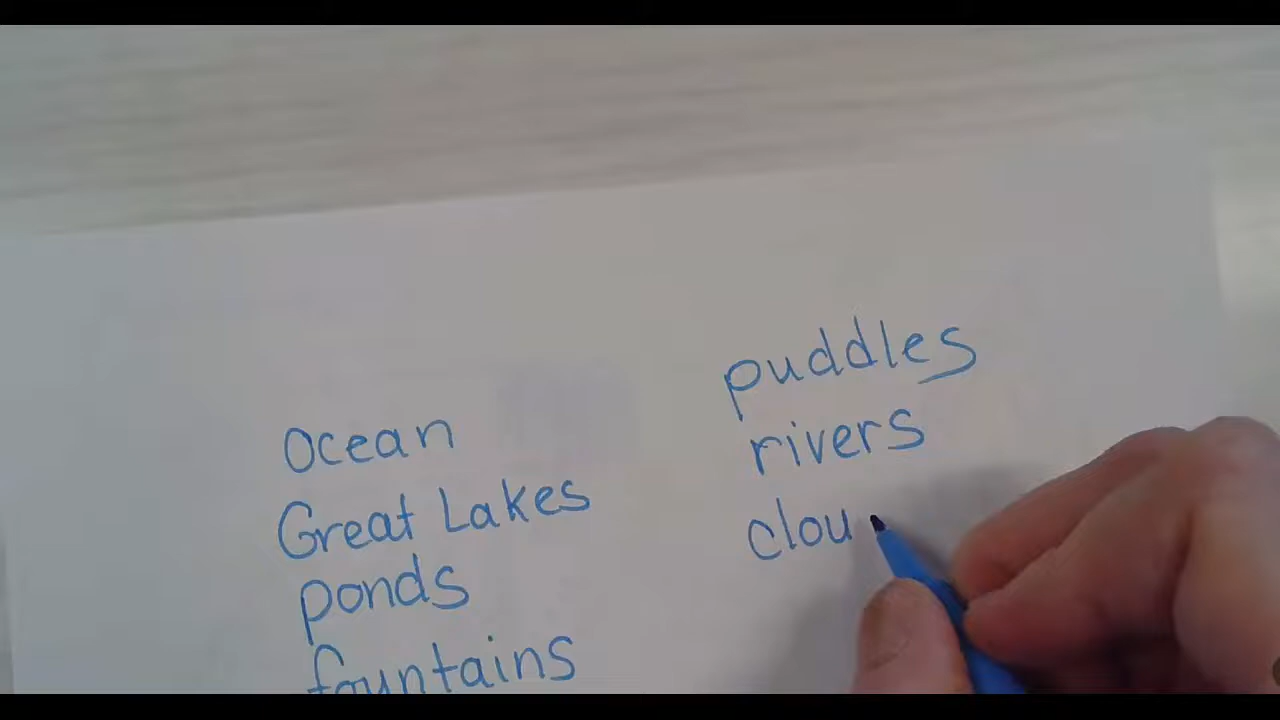 Ocean
Great Lakes
ponds
fountains
puddles
rivers
clou